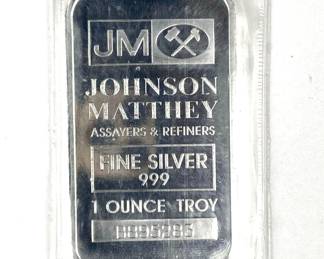 JM
JOHNSON
MATTHEY
ASSAYERS & REFINERS
FINE SILVER
999
1 OUNCE TROY